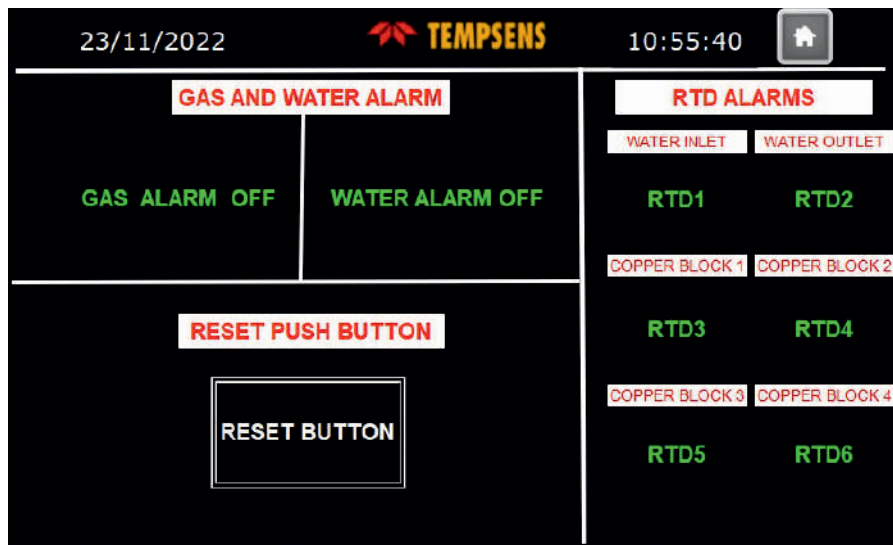 23/11/2022 TEMPSENS 10:55:40
GAS AND WATER ALARM
GAS ALARM OFF WATER ALARM OFF
RESET PUSH BUTTON
RESET BUTTON
RTD ALARMS
WATER INLET WATER OUTLET
RTD1 RTD2
COPPER BLOCK 1 COPPER BLOCK 2
RTD3 RTD4
COPPER BLOCK 3 COPPER BLOCK 4
RTD5 RTD6